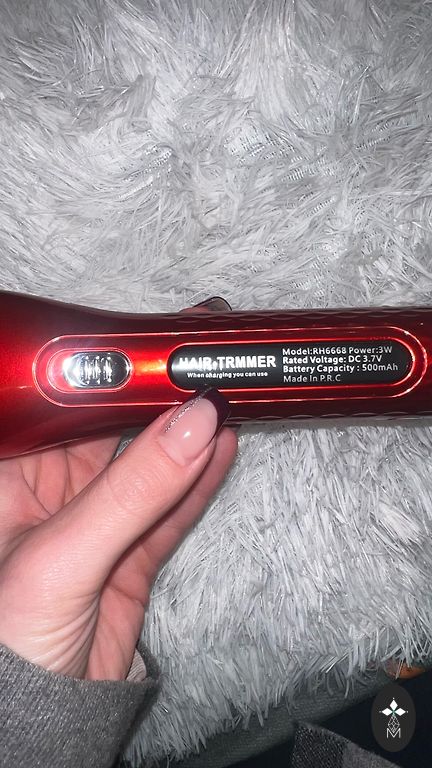 HAIR TRMMER
When charging you can use
Model:RH6668 Power:3W
Rated Voltage: DC 3.7V
Battery Capacity : 500mAh
Made In P.R.C
M